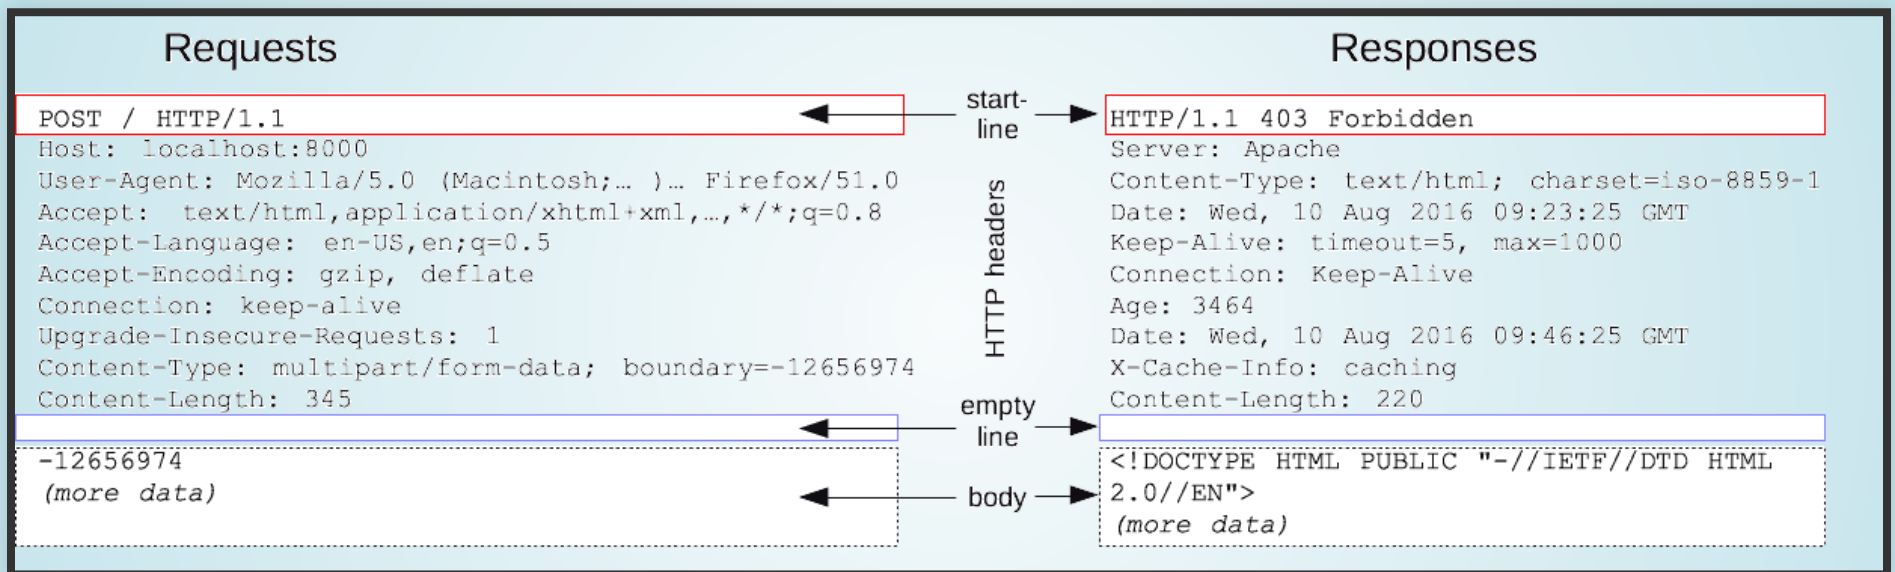 Requests
POST / HTTP/1.1
Host: localhost:8000
User-Agent: Mozilla/5.0 (Macintosh;… )… Firefox/51.0
Accept: text/html,application/xhtml+xml,…,*/*;q=0.8
Accept-Language: en-US,en;q=0.5
Accept-Encoding: gzip, deflate
Connection: keep-alive
Upgrade-Insecure-Requests: 1
Content-Type: multipart/form-data; boundary=-12656974
Content-Length: 345
-12656974
(more data)
start-
line
HTTP headers
empty
line
body
Responses
HTTP/1.1 403 Forbidden
Server: Apache
Content-Type: text/html; charset=iso-8859-1
Date: Wed, 10 Aug 2016 09:23:25 GMT
Keep-Alive: timeout=5, max=1000
Connection: Keep-Alive
Age: 3464
Date: Wed, 10 Aug 2016 09:46:25 GMT
X-Cache-Info: caching
Content-Length: 220
<!DOCTYPE HTML PUBLIC "-//IETF//DTD HTML
2.0//EN">
(more data)